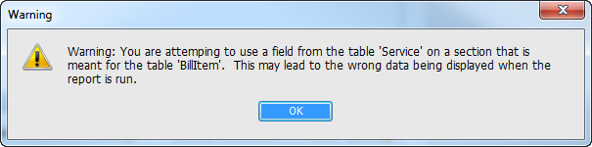 Warning
Warning: You are attemping to use a field from the table 'Service' on a section that is
meant for the table 'BillItem'.  This may lead to the wrong data being displayed when the
report is run.
OK